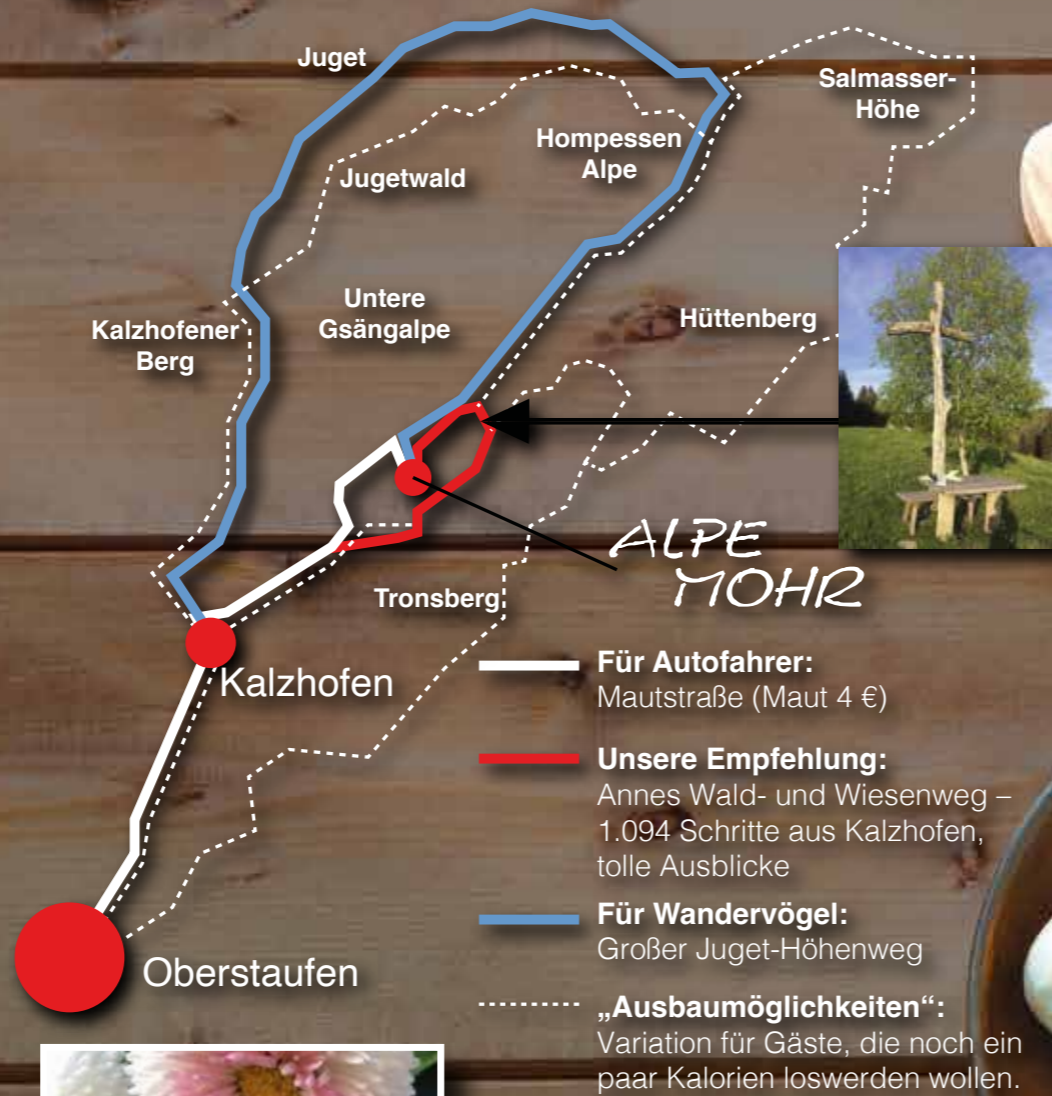 Juget
Salmasser-
Höhe
Hompessen
Alpe
Jugetwald
Untere
Gsängalpe
Hüttenberg
Kalzhofener
Berg
ALPE
MOHR
Tronsberg
Kalzhofen
Für Autofahrer:
Mautstraße (Maut 4 €)
Unsere Empfehlung:
Annes Wald- und Wiesenweg –
1.094 Schritte aus Kalzhofen,
tolle Ausblicke
Für Wandervögel:
Großer Juget-Höhenweg
Oberstaufen
„Ausbaumöglichkeiten“:
Variation für Gäste, die noch ein
paar Kalorien loswerden wollen.